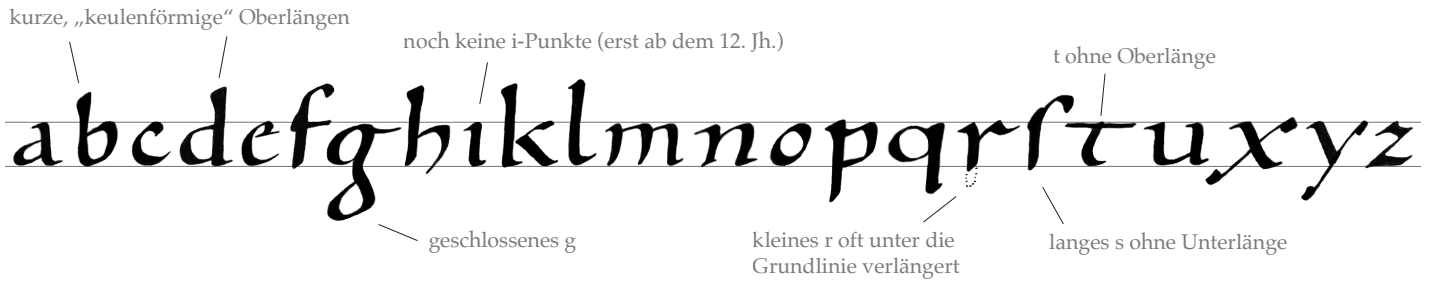 kurze, „keulenförmige“ Oberlängen
noch keine i-Punkte (erst ab dem 12. Jh.)
t ohne Oberlänge
abcdefghıklmnopqrſtuxyz
geschlossenes g
kleines r oft unter die
Grundlinie verlängert
langes s ohne Unterlänge